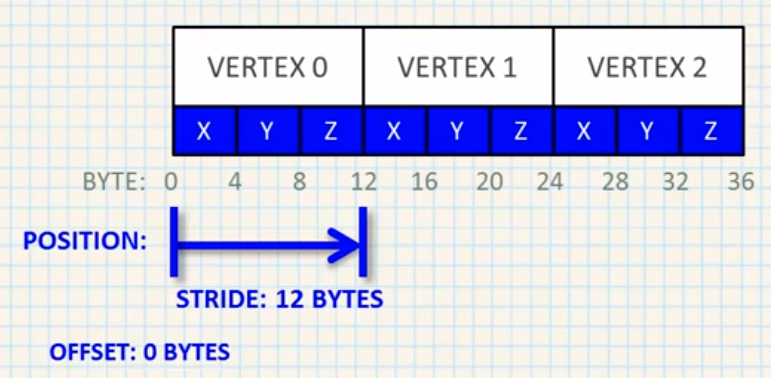 VERTEX 0 VERTEX 1 VERTEX 2
X Y Z X Y Z X Y Z
BYTE: 0 4 8 12 16 20 24 28 32 36
POSITION:
STRIDE: 12 BYTES
OFFSET: 0 BYTES